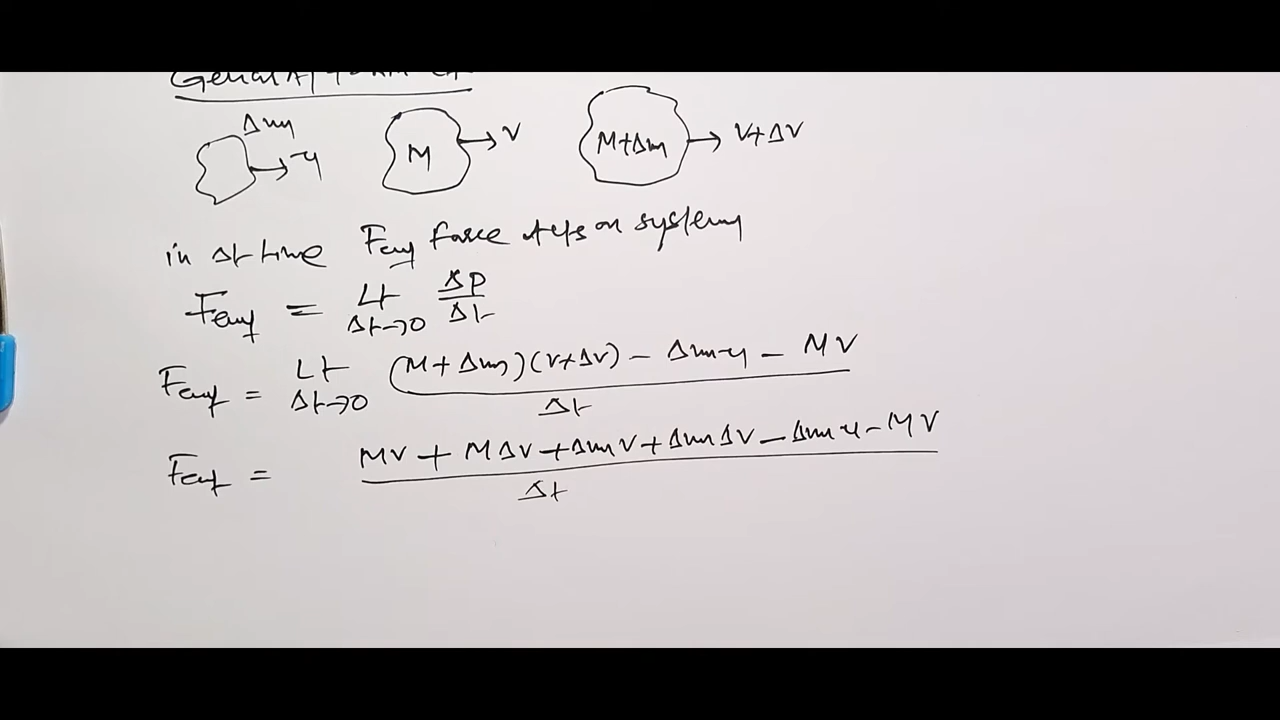 Δm
u
M
V
M+Δm
V+ΔV
in Δt time Fext force acts on system
Fext = Lt Δt→0 ΔP/Δt
Fext = Lt Δt→0 (M+Δm)(V+ΔV) - Δm u - MV / Δt
Fext = MV + MΔV + ΔmV + ΔmΔV - Δm u - MV / Δt